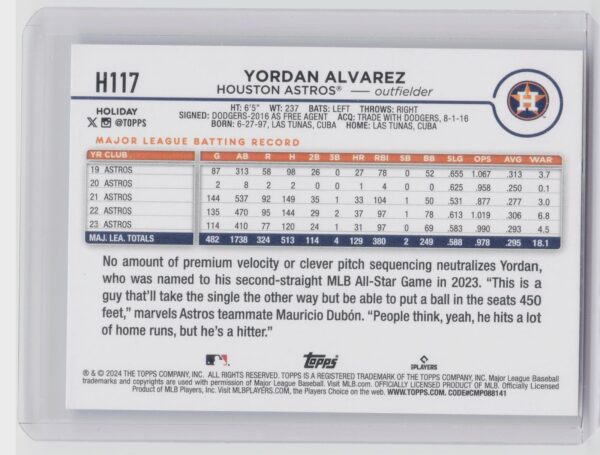 H117
YORDAN ALVAREZ
HOUSTON ASTROS® — outfielder
HOLIDAY
@TOPPS
HT: 6'5" WT: 237 BATS: LEFT THROWS: RIGHT
SIGNED: DODGERS-2016 AS FREE AGENT ACQ: TRADE WITH DODGERS, 8-1-16
BORN: 6-27-97, LAS TUNAS, CUBA HOME: LAS TUNAS, CUBA
MAJOR LEAGUE BATTING RECORD
YR CLUB G AB R H 2B 3B HR RBI SB BB SLG OPS AVG WAR
19 ASTROS 87 313 58 98 26 0 27 78 0 52 .655 1.067 .313 3.7
20 ASTROS 2 8 2 2 0 0 1 4 0 0 .625 .958 .250 0.1
21 ASTROS 144 537 92 149 35 1 33 104 1 50 .531 .877 .277 3.0
22 ASTROS 135 470 95 144 29 2 37 97 1 78 .613 1.019 .306 6.8
23 ASTROS 114 410 77 120 24 1 31 97 0 69 .583 .990 .293 4.5
MAJ. LEA. TOTALS 482 1738 324 513 114 4 129 380 2 249 .588 .978 .295 18.1
No amount of premium velocity or clever pitch sequencing neutralizes Yordan,
who was named to his second-straight MLB All-Star Game in 2023. "This is a
guy that'll take the single the other way but be able to put a ball in the seats 450
feet," marvels Astros teammate Mauricio Dubón. "People think, yeah, he hits a lot
of home runs, but he's a hitter."
Topps
PLAYERS
® & © 2024 THE TOPPS COMPANY, INC. ALL RIGHTS RESERVED. TOPPS IS A REGISTERED TRADEMARK OF THE TOPPS COMPANY, INC. Major League Baseball
trademarks and copyrights are used with permission of Major League Baseball. Visit MLB.com. OFFICIALLY LICENSED PRODUCT OF MLB Players, Inc.
Product of MLB Players, Inc. Visit MLBPLAYERS.COM, the Players Choice on the web. WWW.TOPPS.COM. CODE#CMP088141